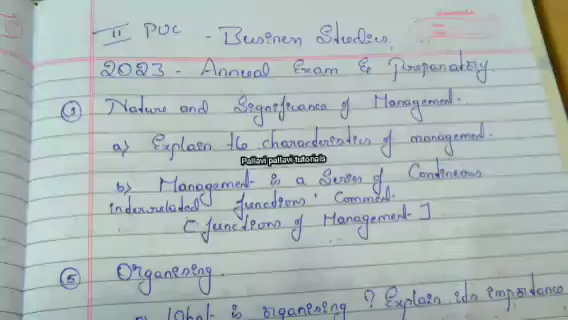 II PUC - Business Studies.
2023 - Annual Exam & Preparatory
1 Nature and Significance of Management.
a) Explain the characteristics of management.
Pallavi pallavi tutorials
b) Management is a Series of Continuous
interrelated functions. Comment.
[functions of Management]
5 Organising.
a) What is organising? Explain its importance